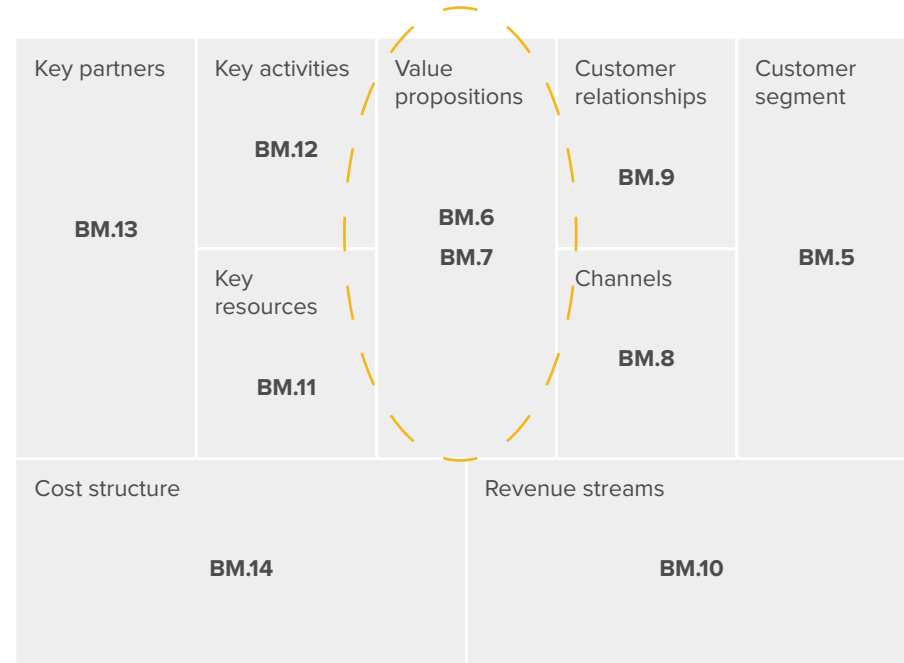 Key partners
BM.13
Key activities
BM.12
Key
resources
BM.11
Value
propositions
BM.6
BM.7
Customer
relationships
BM.9
Channels
BM.8
Customer
segment
BM.5
Cost structure
BM.14
Revenue streams
BM.10